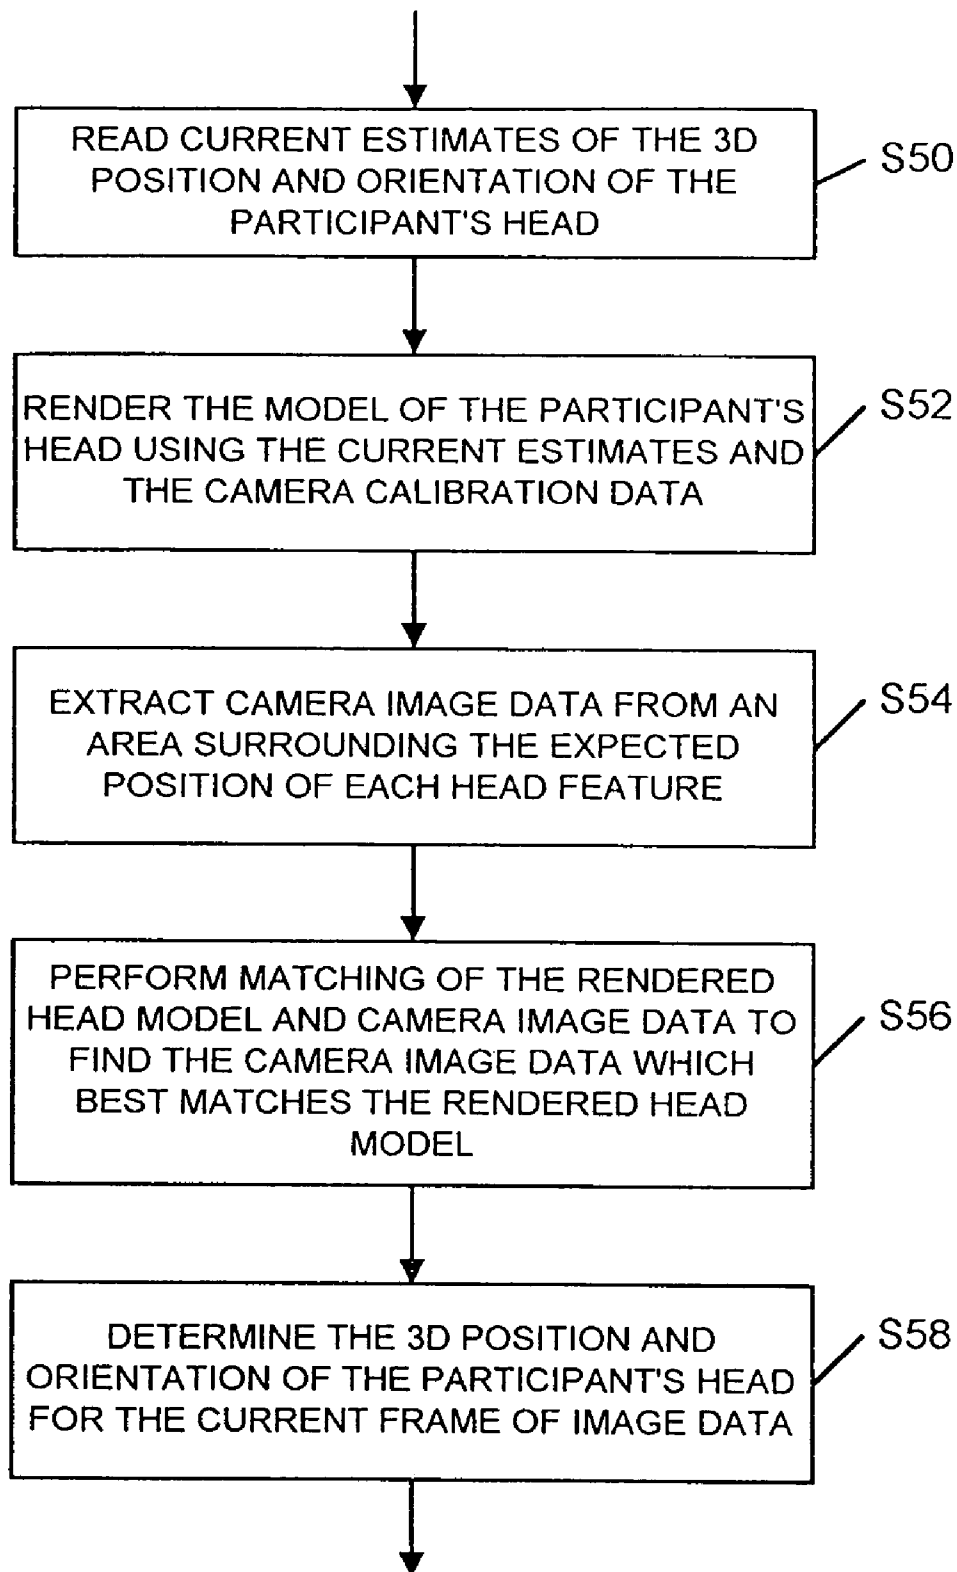 READ CURRENT ESTIMATES OF THE 3D
POSITION AND ORIENTATION OF THE
PARTICIPANT'S HEAD
S50
RENDER THE MODEL OF THE PARTICIPANT'S
HEAD USING THE CURRENT ESTIMATES AND
THE CAMERA CALIBRATION DATA
S52
EXTRACT CAMERA IMAGE DATA FROM AN
AREA SURROUNDING THE EXPECTED
POSITION OF EACH HEAD FEATURE
S54
PERFORM MATCHING OF THE RENDERED
HEAD MODEL AND CAMERA IMAGE DATA TO
FIND THE CAMERA IMAGE DATA WHICH
BEST MATCHES THE RENDERED HEAD
MODEL
S56
DETERMINE THE 3D POSITION AND
ORIENTATION OF THE PARTICIPANT'S HEAD
FOR THE CURRENT FRAME OF IMAGE DATA
S58